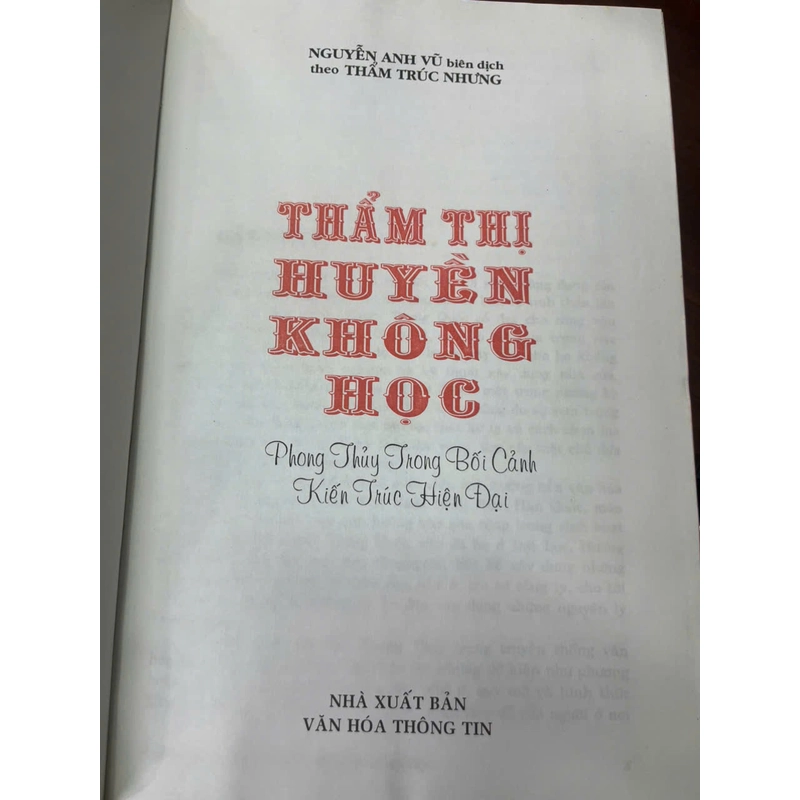 NGUYỄN ANH VŨ biên dịch
theo THẨM TRÚC NHƯNG
THẨM THỊ
HUYỀN
KHÔNG
HỌC
Phong Thủy Trong Bối Cảnh
Kiến Trúc Hiện Đại
NHÀ XUẤT BẢN
VĂN HÓA THÔNG TIN